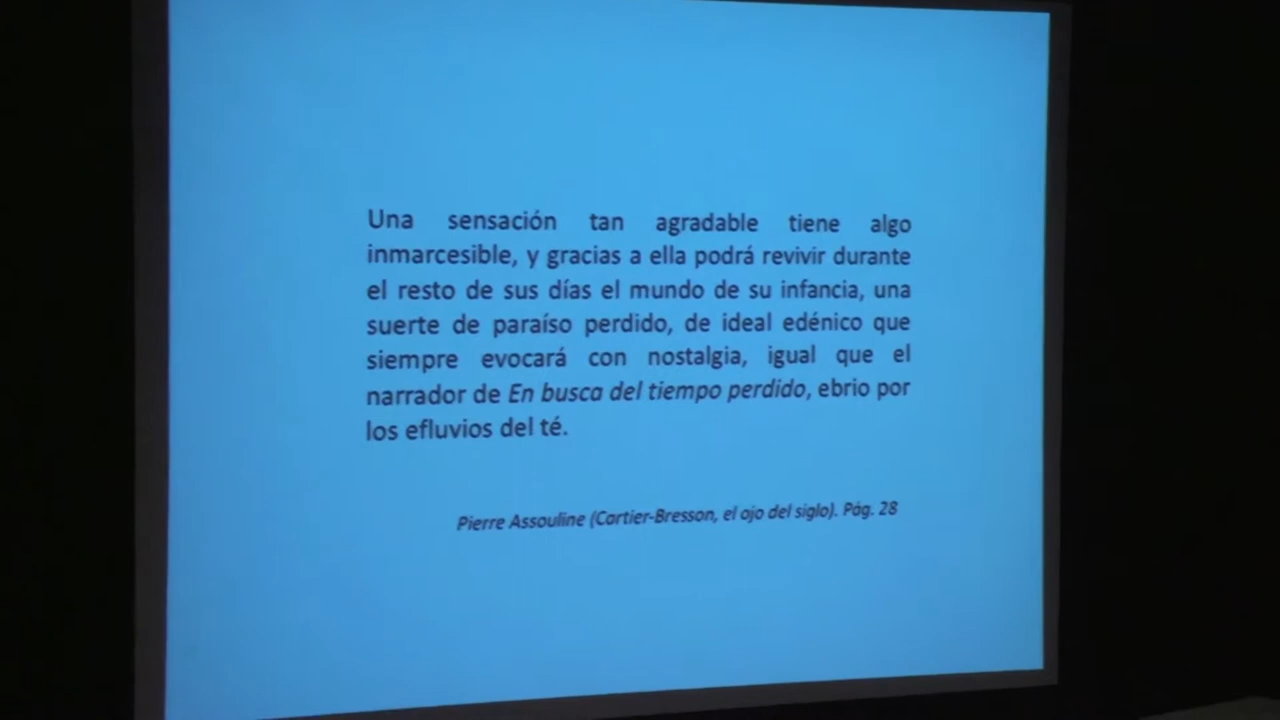 Una sensación tan agradable tiene algo
inmarcesible, y gracias a ella podrá revivir durante
el resto de sus días el mundo de su infancia, una
suerte de paraíso perdido, de ideal edénico que
siempre evocará con nostalgia, igual que el
narrador de En busca del tiempo perdido, ebrio por
los efluvios del té.
Pierre Assouline (Cartier-Bresson, el ojo del siglo). Pág. 28